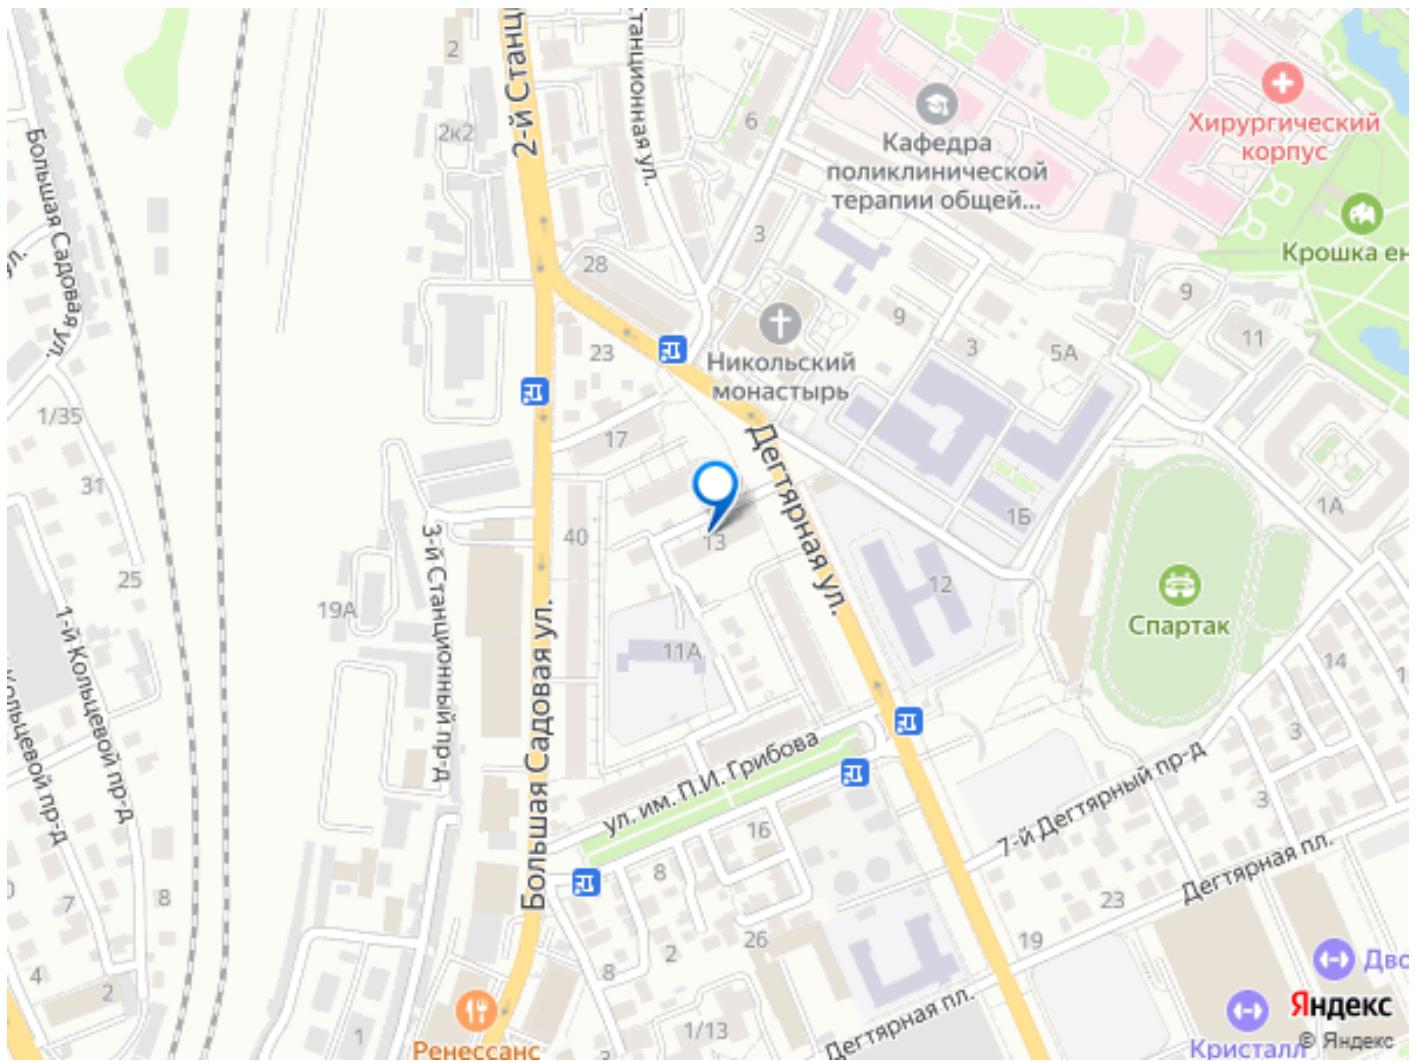 2
2-й Станц
танционная ул.
6
2к2
Большая Садовая ул.
ул.
Кафедра
поликлинической
терапии общей...
Хирургический
корпус
Крошка ен
3
28
9
11
9
3
5А
23
Никольский
монастырь
1/35
17
31
Дегтярная ул.
1А
1Б
40
13
3-й Станционный пр-д
25
19А
12
Спартак
11А
14
1-й Кольцевой пр-д
Кольцевой пр-д
Большая Садовая ул.
ул. им. П.И. Грибова
3
3
7-й Дегтярный пр-д
Дегтярная пл.
16
8
8
7
23
19
26
2
8
4
2
1
1/13
Дегтярная пл.
Ренессанс
Двс
Кристалл
Яндекс
© Яндекс